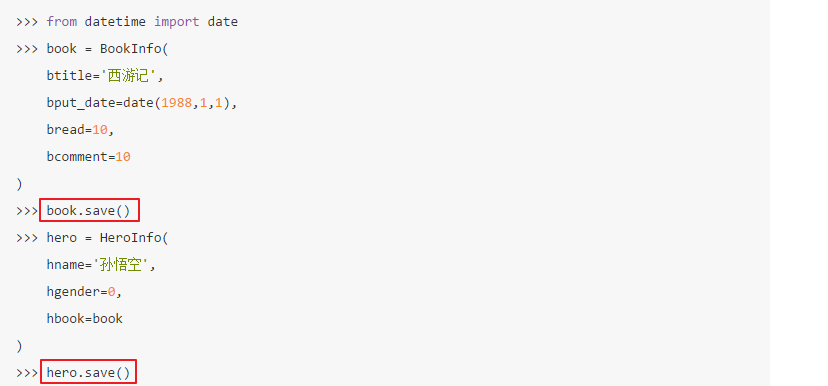 >>> from datetime import date
>>> book = BookInfo(
    btitle='西游记',
    bput_date=date(1988,1,1),
    bread=10,
    bcomment=10
)
>>> book.save()
>>> hero = HeroInfo(
    hname='孙悟空',
    hgender=0,
    hbook=book
)
>>> hero.save()